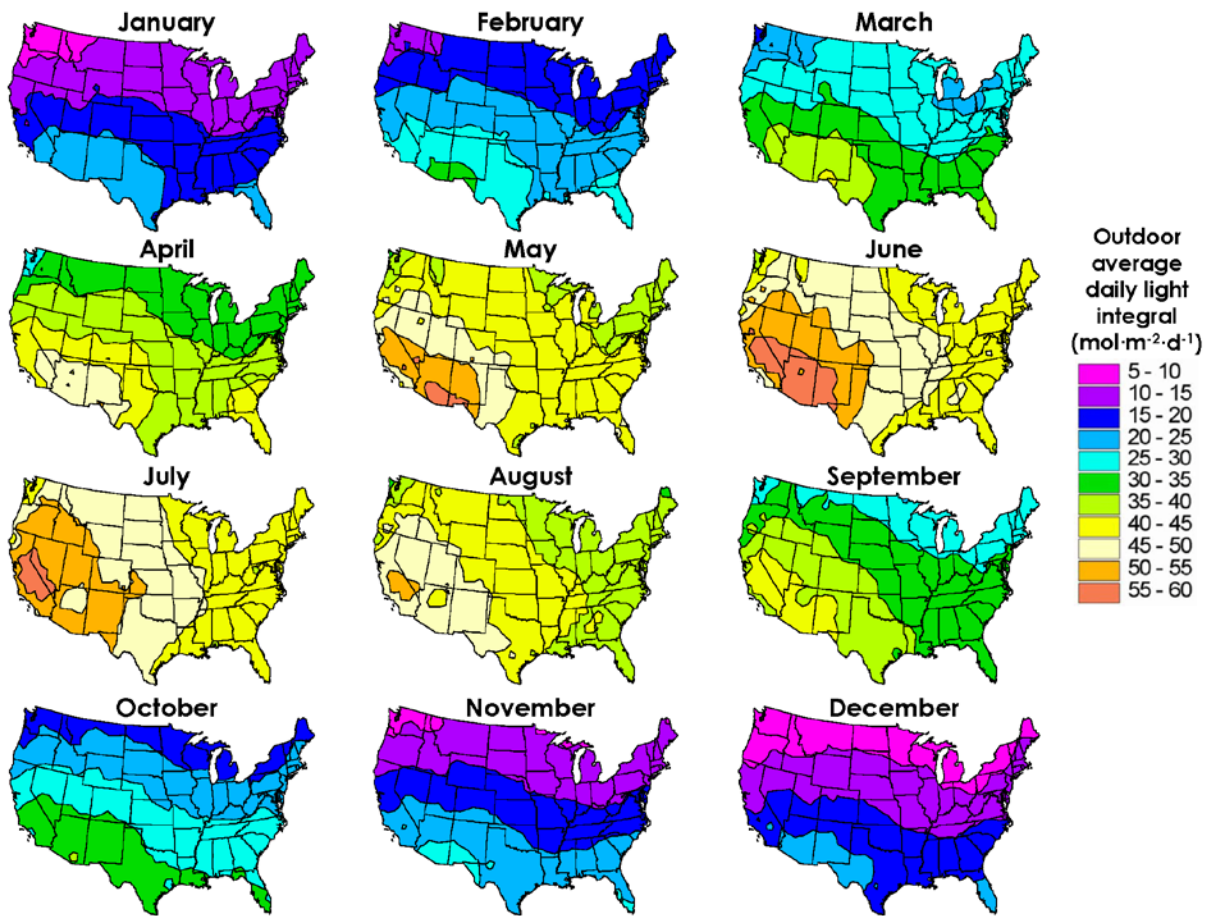 January
February
March
April
May
June
July
August
September
October
November
December
Outdoor
average
daily light
integral
(mol·m⁻²·d⁻¹)
5 - 10
10 - 15
15 - 20
20 - 25
25 - 30
30 - 35
35 - 40
40 - 45
45 - 50
50 - 55
55 - 60